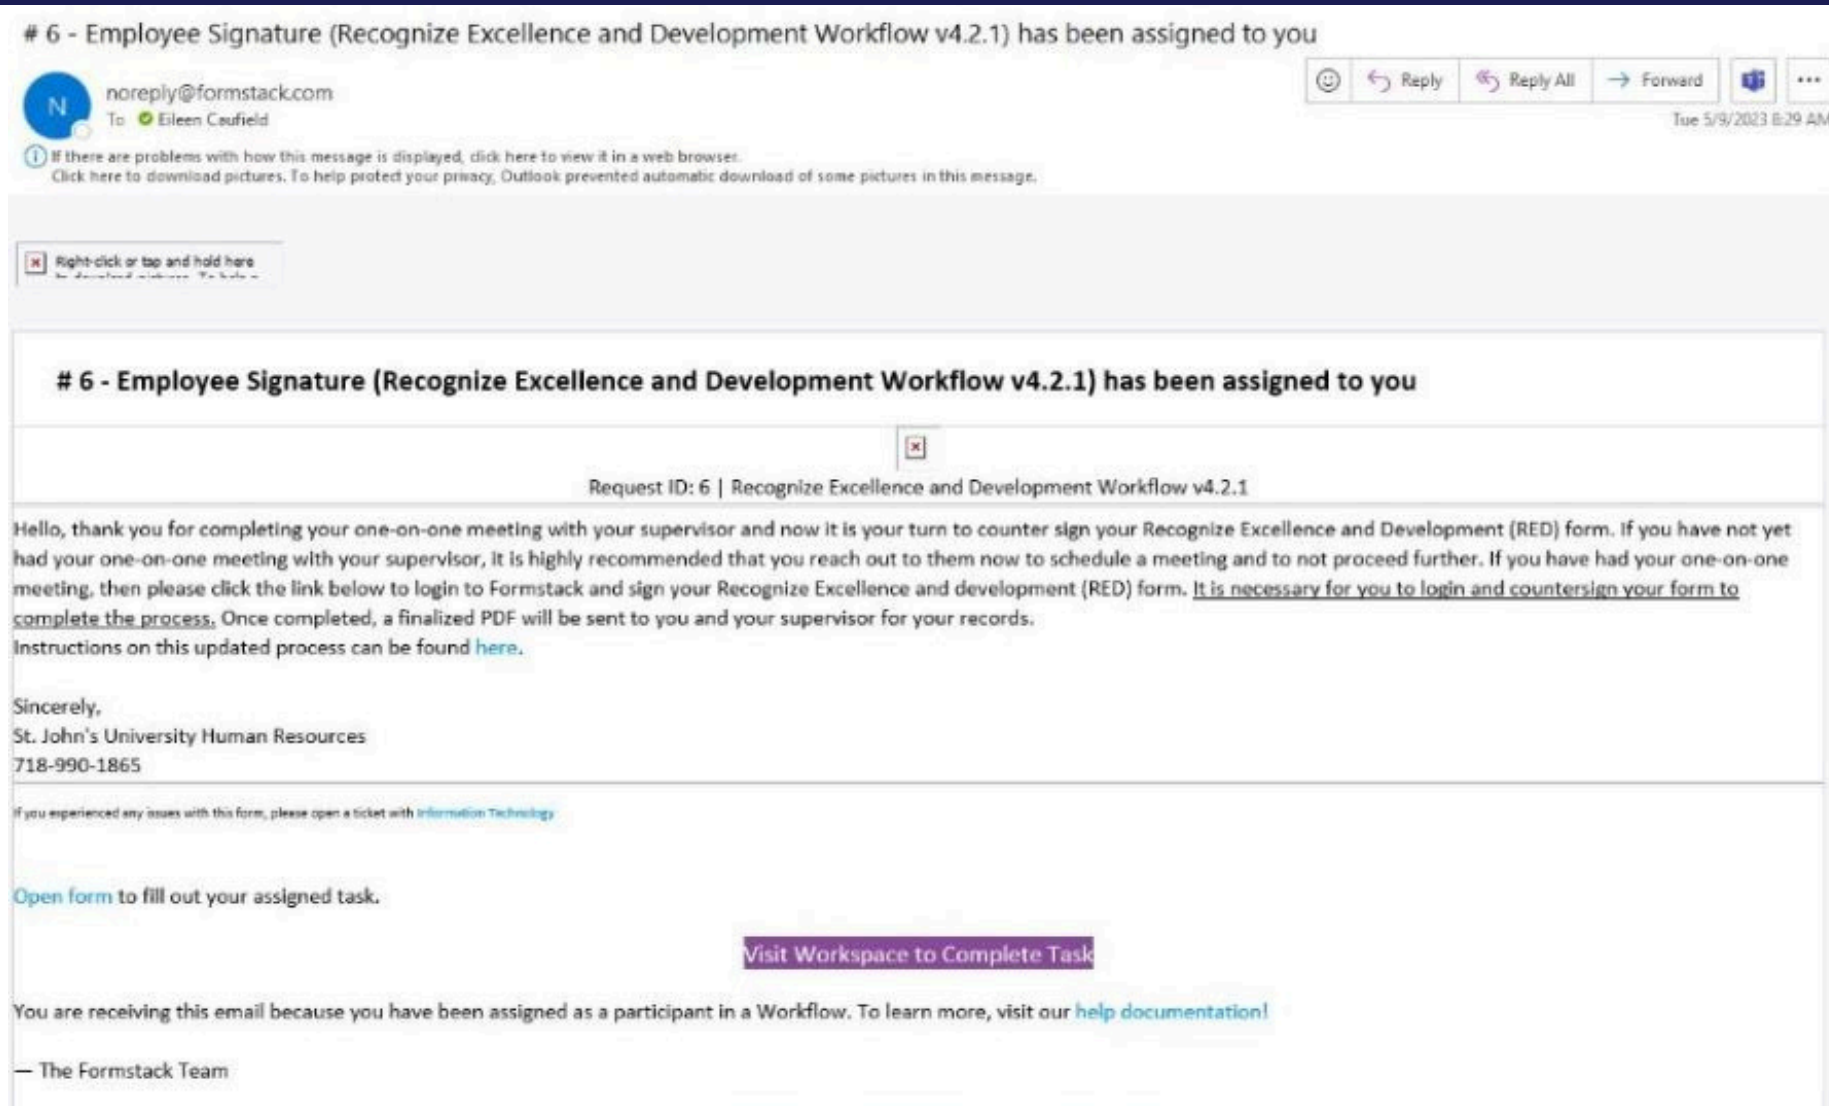 # 6 - Employee Signature (Recognize Excellence and Development Workflow v4.2.1) has been assigned to you
Reply
Reply All
Forward
N
noreply@formstack.com
To Eileen Caufield
Tue 5/9/2023 8:29 AM
If there are problems with how this message is displayed, click here to view it in a web browser.
Click here to download pictures. To help protect your privacy, Outlook prevented automatic download of some pictures in this message.
Right-click or tap and hold here
# 6 - Employee Signature (Recognize Excellence and Development Workflow v4.2.1) has been assigned to you
Request ID: 6 | Recognize Excellence and Development Workflow v4.2.1
Hello, thank you for completing your one-on-one meeting with your supervisor and now it is your turn to counter sign your Recognize Excellence and Development (RED) form. If you have not yet
had your one-on-one meeting with your supervisor, it is highly recommended that you reach out to them now to schedule a meeting and to not proceed further. If you have had your one-on-one
meeting, then please click the link below to login to Formstack and sign your Recognize Excellence and development (RED) form. It is necessary for you to login and countersign your form to
complete the process. Once completed, a finalized PDF will be sent to you and your supervisor for your records.
Instructions on this updated process can be found here.
Sincerely,
St. John's University Human Resources
718-990-1865
If you experienced any issues with this form, please open a ticket with Information Technology
Open form to fill out your assigned task.
Visit Workspace to Complete Task
You are receiving this email because you have been assigned as a participant in a Workflow. To learn more, visit our help documentation!
— The Formstack Team